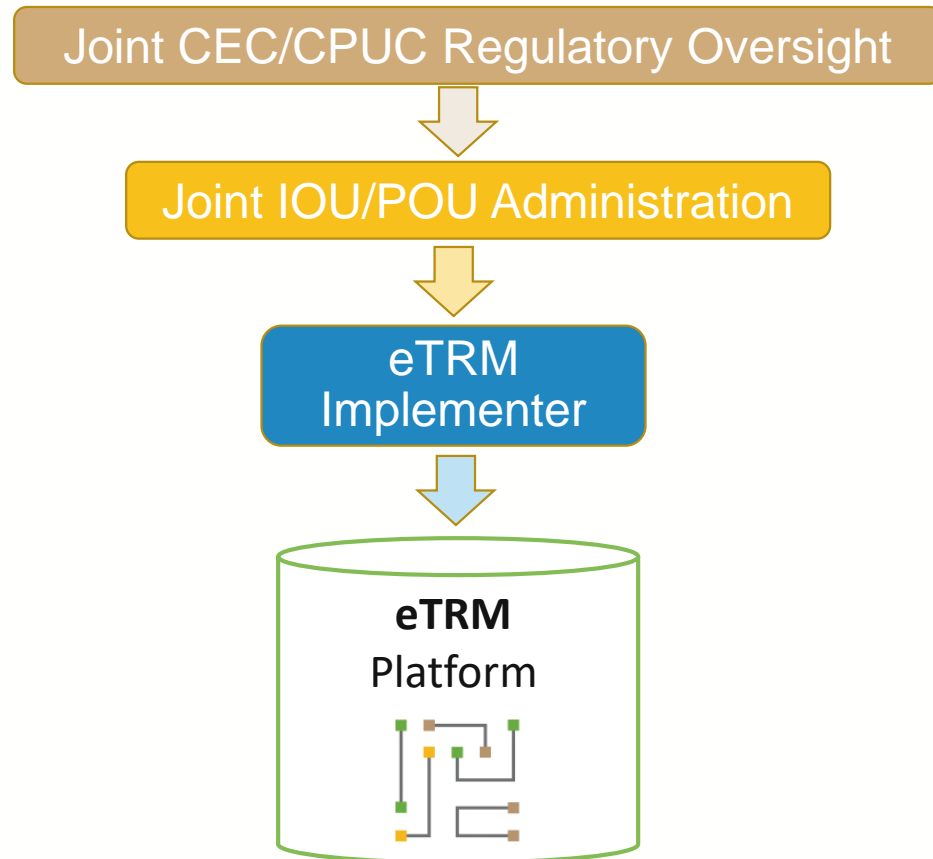 Joint CEC/CPUC Regulatory Oversight
Joint IOU/POU Administration
eTRM
Implementer
eTRM
Platform